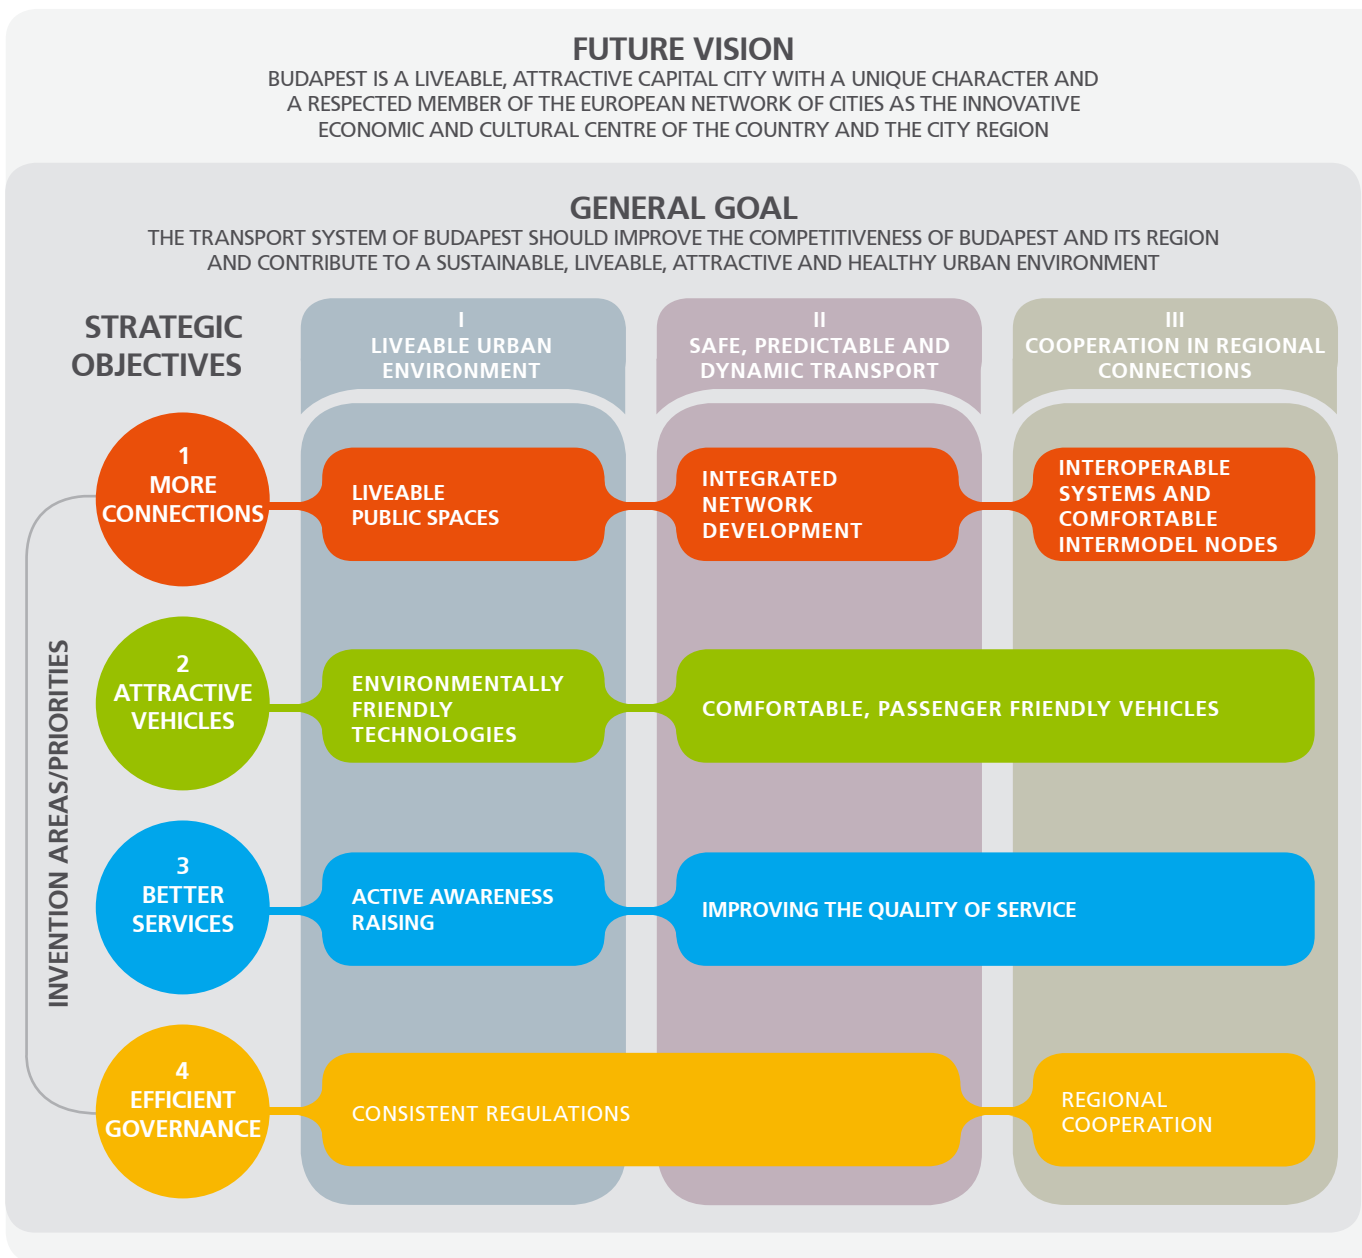 FUTURE VISION
BUDAPEST IS A LIVEABLE, ATTRACTIVE CAPITAL CITY WITH A UNIQUE CHARACTER AND
A RESPECTED MEMBER OF THE EUROPEAN NETWORK OF CITIES AS THE INNOVATIVE
ECONOMIC AND CULTURAL CENTRE OF THE COUNTRY AND THE CITY REGION
GENERAL GOAL
THE TRANSPORT SYSTEM OF BUDAPEST SHOULD IMPROVE THE COMPETITIVENESS OF BUDAPEST AND ITS REGION
AND CONTRIBUTE TO A SUSTAINABLE, LIVEABLE, ATTRACTIVE AND HEALTHY URBAN ENVIRONMENT
STRATEGIC
OBJECTIVES
I
LIVEABLE URBAN
ENVIRONMENT
II
SAFE, PREDICTABLE AND
DYNAMIC TRANSPORT
III
COOPERATION IN REGIONAL
CONNECTIONS
INVENTION AREAS/PRIORITIES
1
MORE
CONNECTIONS
LIVEABLE
PUBLIC SPACES
INTEGRATED
NETWORK
DEVELOPMENT
INTEROPERABLE
SYSTEMS AND
COMFORTABLE
INTERMODEL NODES
2
ATTRACTIVE
VEHICLES
ENVIRONMENTALLY
FRIENDLY
TECHNOLOGIES
COMFORTABLE, PASSENGER FRIENDLY VEHICLES
3
BETTER
SERVICES
ACTIVE AWARENESS
RAISING
IMPROVING THE QUALITY OF SERVICE
4
EFFICIENT
GOVERNANCE
CONSISTENT REGULATIONS
REGIONAL
COOPERATION